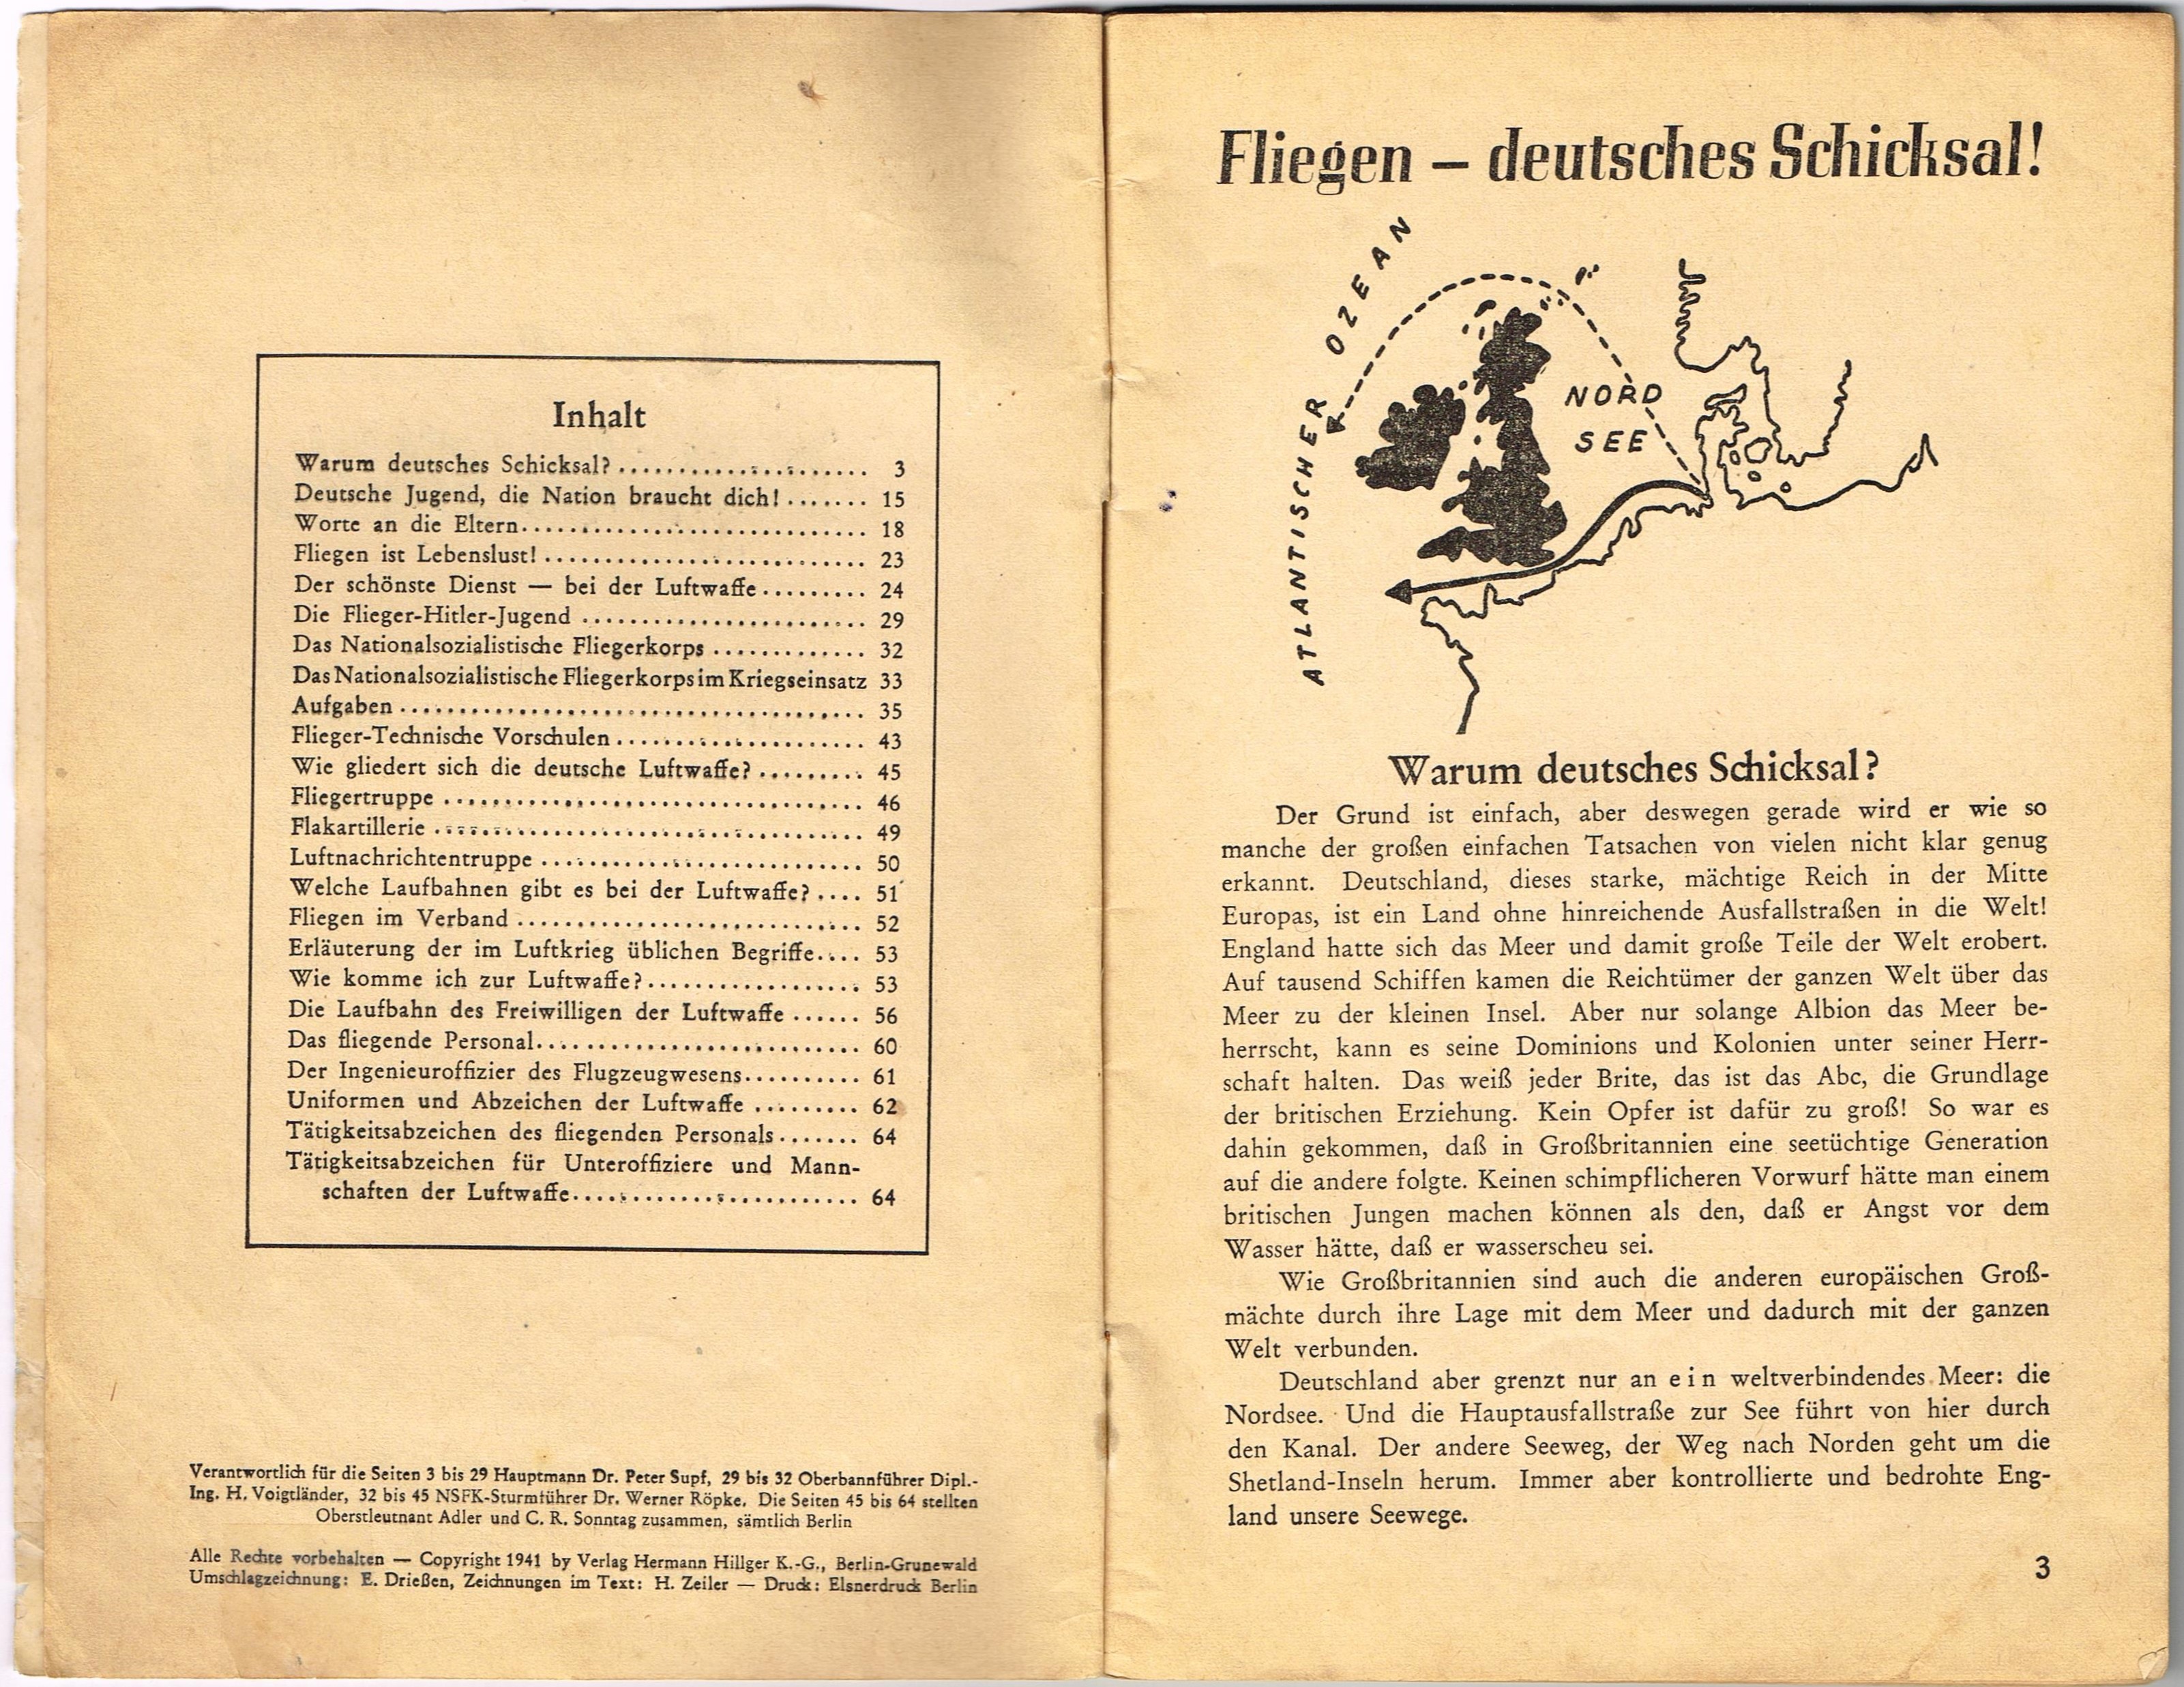 Inhalt
Warum deutsches Schicksal? ........................ 3
Deutsche Jugend, die Nation braucht dich! ....... 15
Worte an die Eltern.................................. 18
Fliegen ist Lebenslust! .............................. 23
Der schönste Dienst — bei der Luftwaffe ......... 24
Die Flieger-Hitler-Jugend .......................... 29
Das Nationalsozialistische Fliegerkorps ............. 32
Das Nationalsozialistische Fliegerkorps im Kriegseinsatz 33
Aufgaben .......................................... 35
Flieger-Technische Vorschulen ...................... 43
Wie gliedert sich die deutsche Luftwaffe? ......... 45
Fliegertruppe ...................................... 46
Flakartillerie ....................................... 49
Luftnachrichtentruppe .............................. 50
Welche Laufbahnen gibt es bei der Luftwaffe? .... 51
Fliegen im Verband ................................ 52
Erläuterung der im Luftkrieg üblichen Begriffe.... 53
Wie komme ich zur Luftwaffe? ..................... 53
Die Laufbahn des Freiwilligen der Luftwaffe ...... 56
Das fliegende Personal............................... 60
Der Ingenieuroffizier des Flugzeugwesens.......... 61
Uniformen und Abzeichen der Luftwaffe ......... 62
Tätigkeitsabzeichen des fliegenden Personals ....... 64
Tätigkeitsabzeichen für Unteroffiziere und Mann-
schaften der Luftwaffe............................. 64
Verantwortlich für die Seiten 3 bis 29 Hauptmann Dr. Peter Supf, 29 bis 32 Oberbannführer Dipl.-
Ing. H. Voigtländer, 32 bis 45 NSFK-Sturmführer Dr. Werner Röpke. Die Seiten 45 bis 64 stellten
Oberstleutnant Adler und C. R. Sonntag zusammen, sämtlich Berlin
Alle Rechte vorbehalten — Copyright 1941 by Verlag Hermann Hillger K.-G., Berlin-Grunewald
Umschlagzeichnung: E. Drießen, Zeichnungen im Text: H. Zeiler — Druck: Elsnerdruck Berlin
Fliegen – deutsches Schicksal!
ATLANTISCHER OZEAN
NORD
SEE
Warum deutsches Schicksal?
Der Grund ist einfach, aber deswegen gerade wird er wie so
manche der großen einfachen Tatsachen von vielen nicht klar genug
erkannt. Deutschland, dieses starke, mächtige Reich in der Mitte
Europas, ist ein Land ohne hinreichende Ausfallstraßen in die Welt!
England hatte sich das Meer und damit große Teile der Welt erobert.
Auf tausend Schiffen kamen die Reichtümer der ganzen Welt über das
Meer zu der kleinen Insel. Aber nur solange Albion das Meer be-
herrscht, kann es seine Dominions und Kolonien unter seiner Herr-
schaft halten. Das weiß jeder Brite, das ist das Abc, die Grundlage
der britischen Erziehung. Kein Opfer ist dafür zu groß! So war es
dahin gekommen, daß in Großbritannien eine seetüchtige Generation
auf die andere folgte. Keinen schimpflicheren Vorwurf hätte man einem
britischen Jungen machen können als den, daß er Angst vor dem
Wasser hätte, daß er wasserscheu sei.
Wie Großbritannien sind auch die anderen europäischen Groß-
mächte durch ihre Lage mit dem Meer und dadurch mit der ganzen
Welt verbunden.
Deutschland aber grenzt nur an ein weltverbindendes Meer: die
Nordsee. Und die Hauptausfallstraße zur See führt von hier durch
den Kanal. Der andere Seeweg, der Weg nach Norden geht um die
Shetland-Inseln herum. Immer aber kontrollierte und bedrohte Eng-
land unsere Seewege.
3